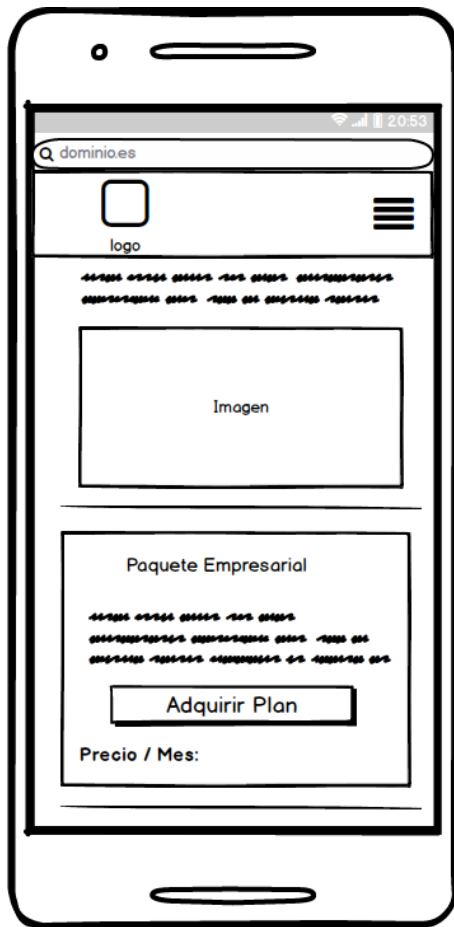 20:53
dominio.es
logo
Imagen
Paquete Empresarial
Adquirir Plan
Precio / Mes: